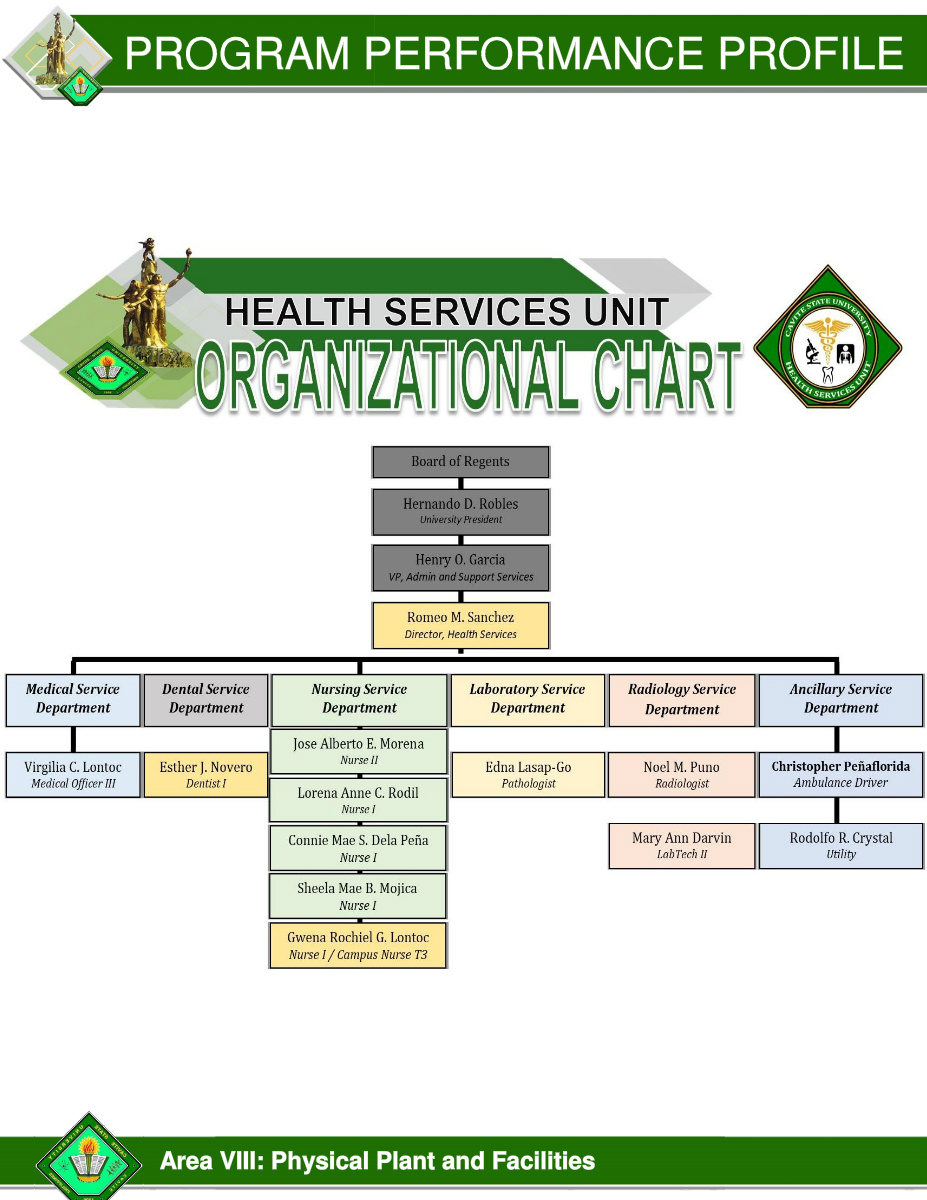 PROGRAM PERFORMANCE PROFILE
HEALTH SERVICES UNIT
ORGANIZATIONAL CHART
CAVITE STATE UNIVERSITY
HEALTH SERVICES UNIT
Board of Regents
Hernando D. Robles
University President
Henry O. Garcia
VP, Admin and Support Services
Romeo M. Sanchez
Director, Health Services
Medical Service
Department
Virgilia C. Lontoc
Medical Officer III
Dental Service
Department
Esther J. Novero
Dentist I
Nursing Service
Department
Jose Alberto E. Morena
Nurse II
Lorena Anne C. Rodil
Nurse I
Connie Mae S. Dela Peña
Nurse I
Sheela Mae B. Mojica
Nurse I
Gwena Rochiel G. Lontoc
Nurse I / Campus Nurse T3
Laboratory Service
Department
Edna Lasap-Go
Pathologist
Radiology Service
Department
Noel M. Puno
Radiologist
Mary Ann Darvin
LabTech II
Ancillary Service
Department
Christopher Peñaflorida
Ambulance Driver
Rodolfo R. Crystal
Utility
Area VIII: Physical Plant and Facilities